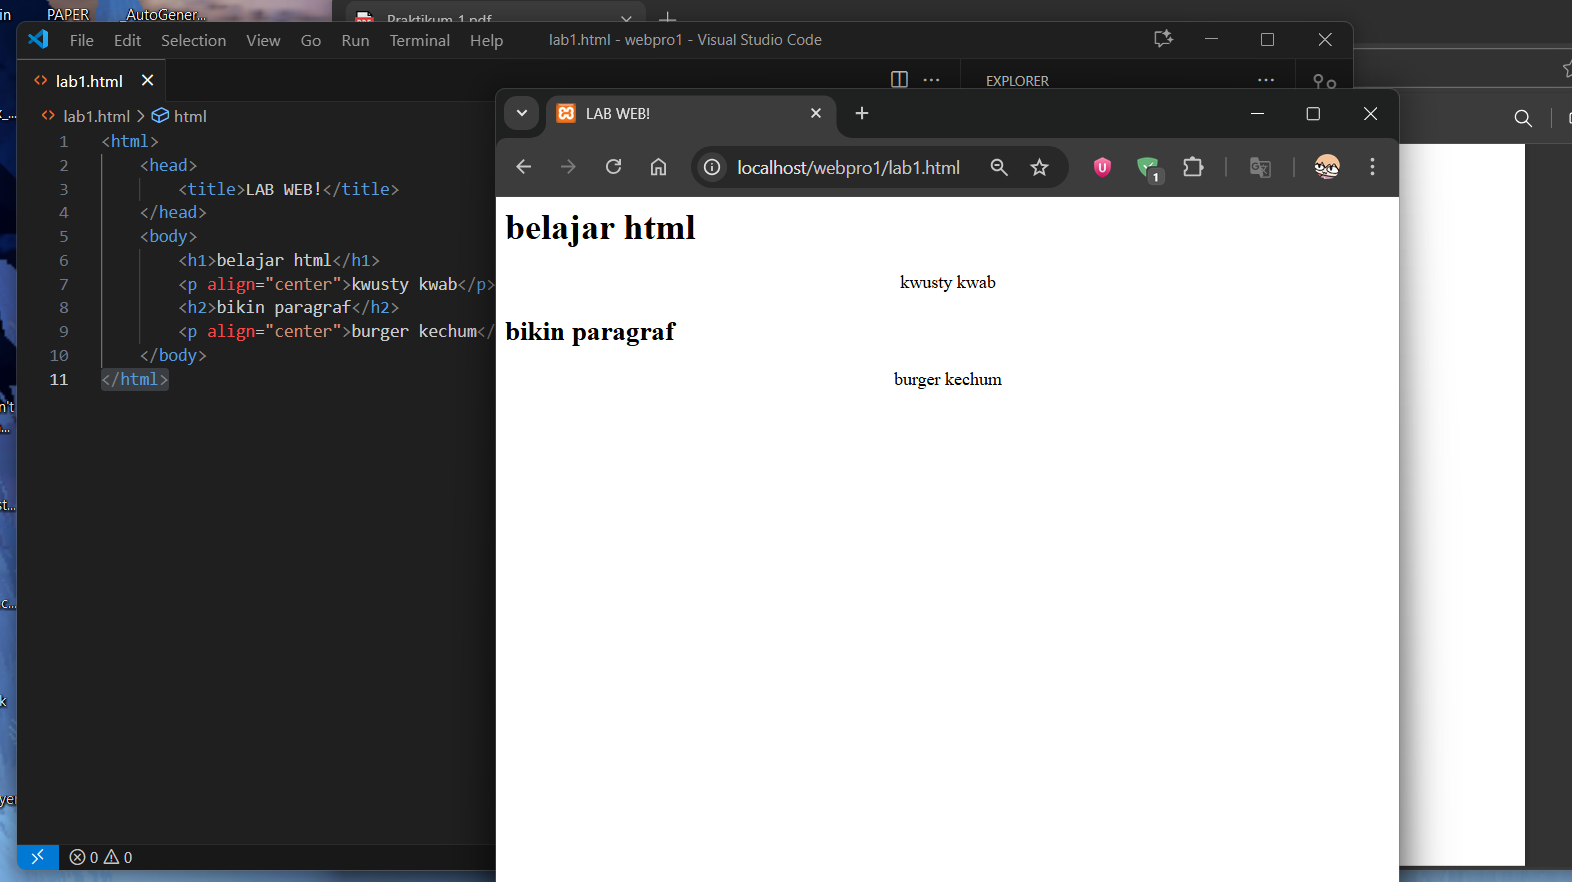 in
PAPER
_AutoGener...
Praktikum 1.pdf
File Edit Selection View Go Run Terminal Help
lab1.html - webpro1 - Visual Studio Code
lab1.html
EXPLORER
lab1.html > html
1 <html>
2 <head>
3 <title>LAB WEB!</title>
4 </head>
5 <body>
6 <h1>belajar html</h1>
7 <p align="center">kwusty kwab</p>
8 <h2>bikin paragraf</h2>
9 <p align="center">burger kechum</
10 </body>
11 </html>
0 0
LAB WEB!
localhost/webpro1/lab1.html
U
1
belajar html
kwusty kwab
bikin paragraf
burger kechum
n't
st...
c...
k
yer